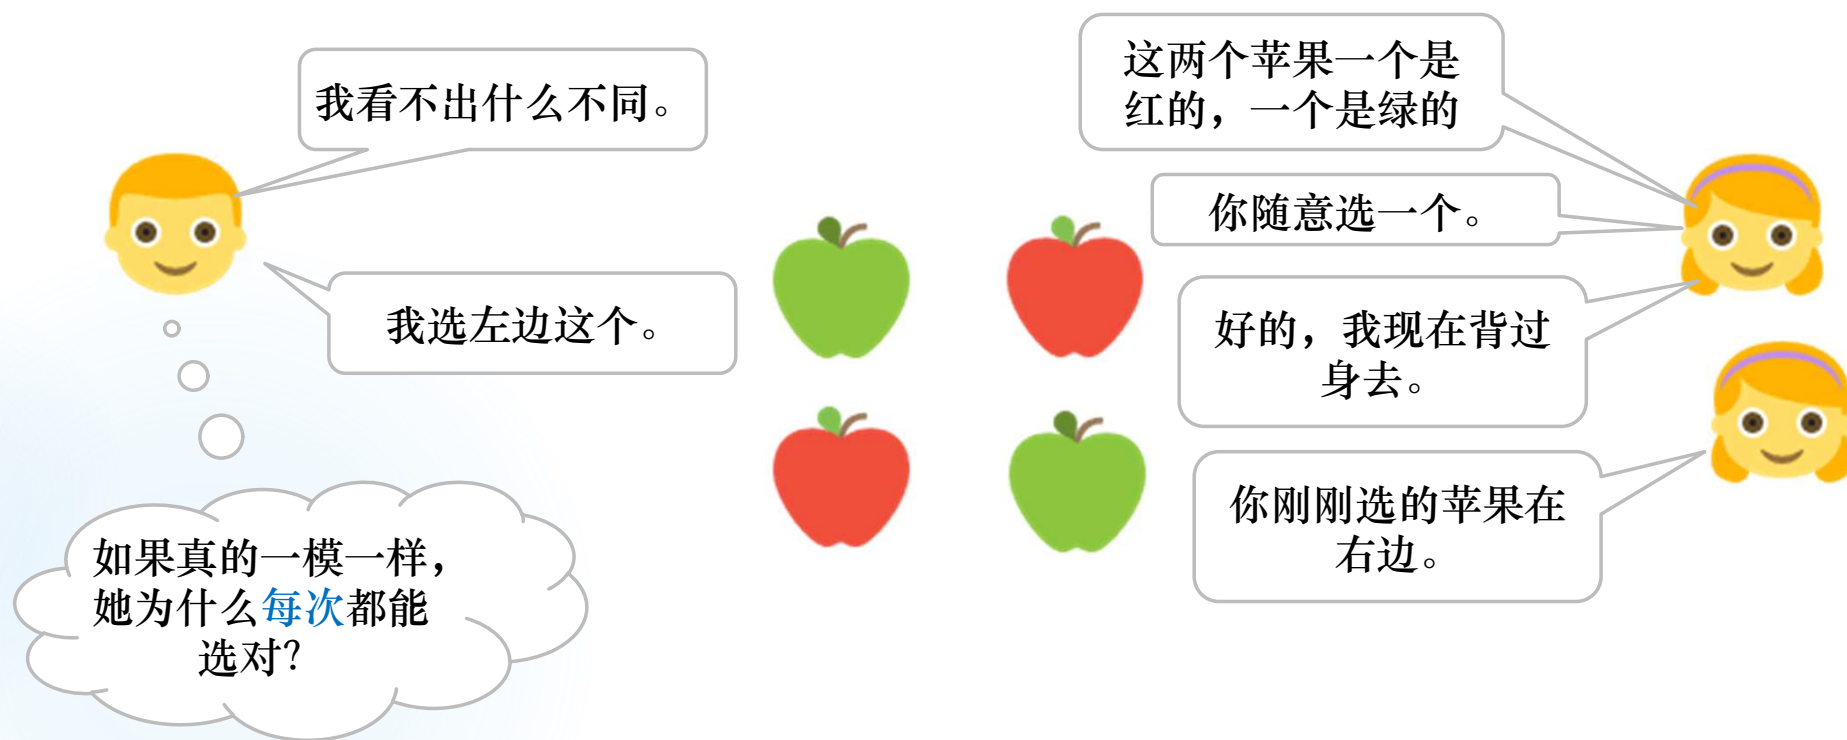 我看不出什么不同。
这两个苹果一个是
红的，一个是绿的
你随意选一个。
我选左边这个。
好的，我现在背过
身去。
你刚刚选的苹果在
右边。
如果真的一模一样，
她为什么每次都能
选对？